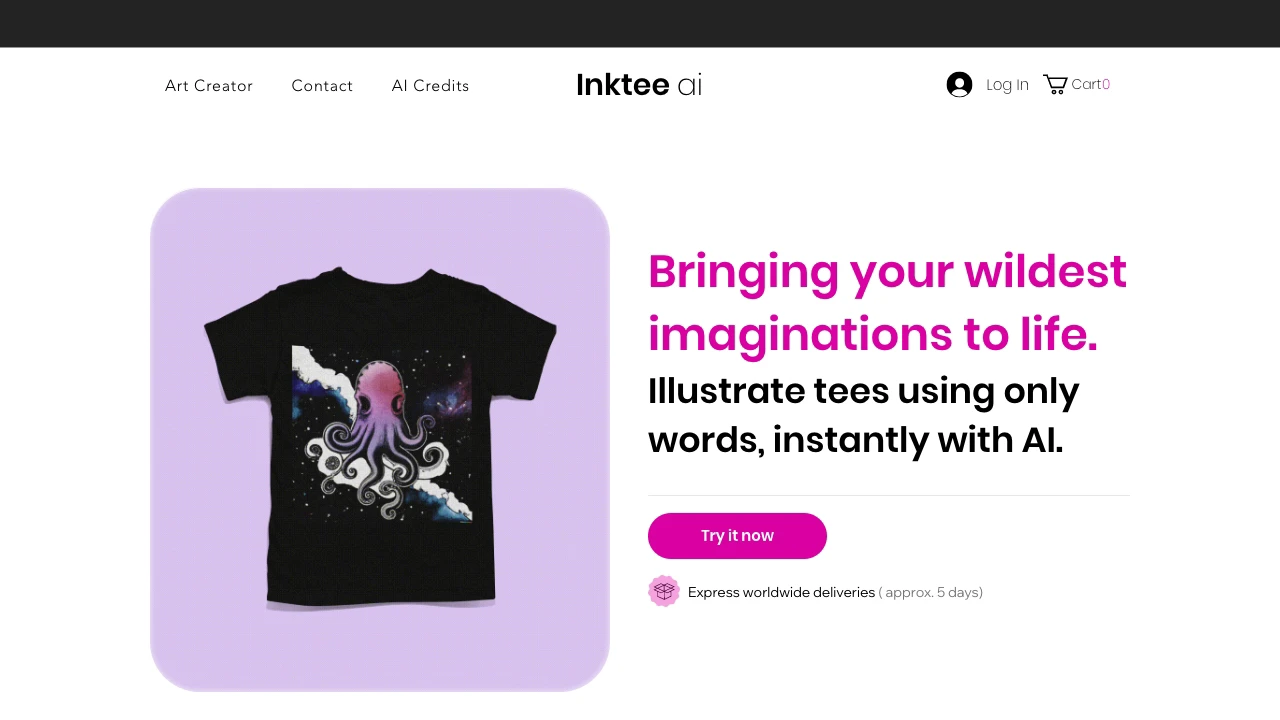 Art Creator
Contact
AI Credits
Inktee ai
Log In
Cart0
Bringing your wildest
imaginations to life.
Illustrate tees using only
words, instantly with AI.
Try it now
Express worldwide deliveries ( approx. 5 days)